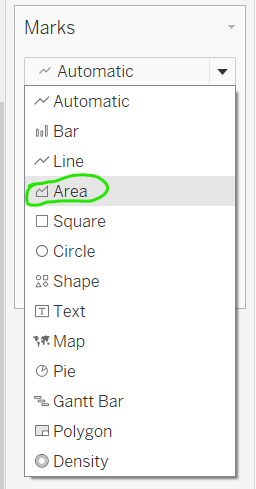 Marks
Automatic
Automatic
Bar
Line
Area
Square
Circle
Shape
Text
Map
Pie
Gantt Bar
Polygon
Density